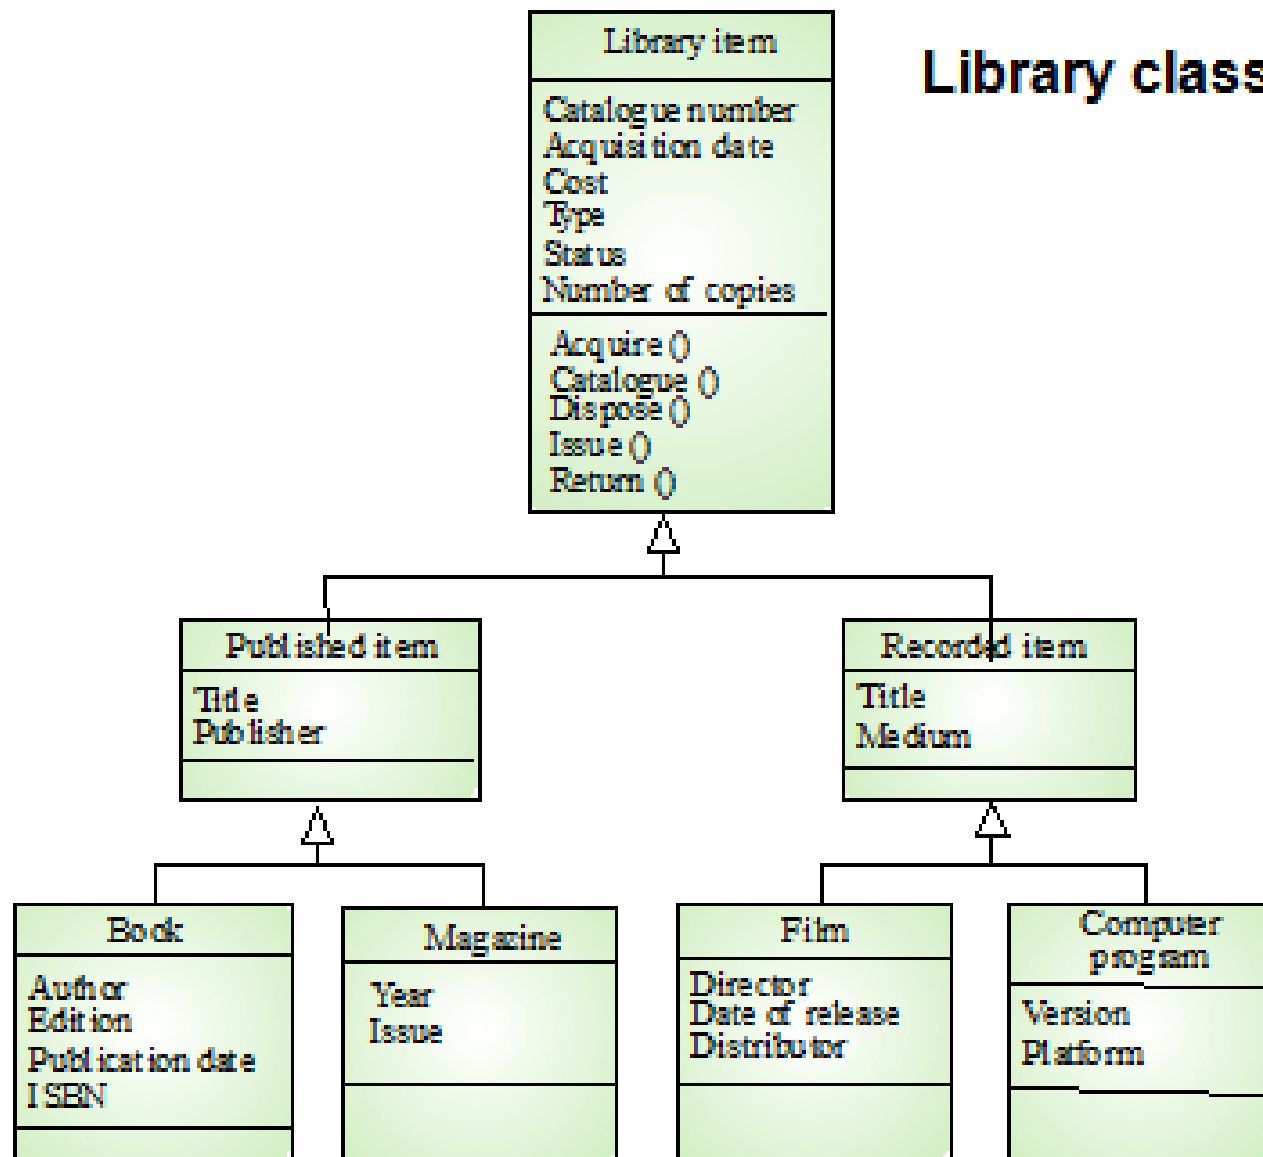 Library item
Library class
Catalogue number
Acquisition date
Cost
Type
Status
Number of copies
Acquire ()
Catalogue ()
Dispose ()
Issue ()
Return ()
Published item
Title
Publisher
Recorded item
Title
Medium
Book
Author
Edition
Publication date
ISBN
Magazine
Year
Issue
Film
Director
Date of release
Distributor
Computer
program
Version
Platform